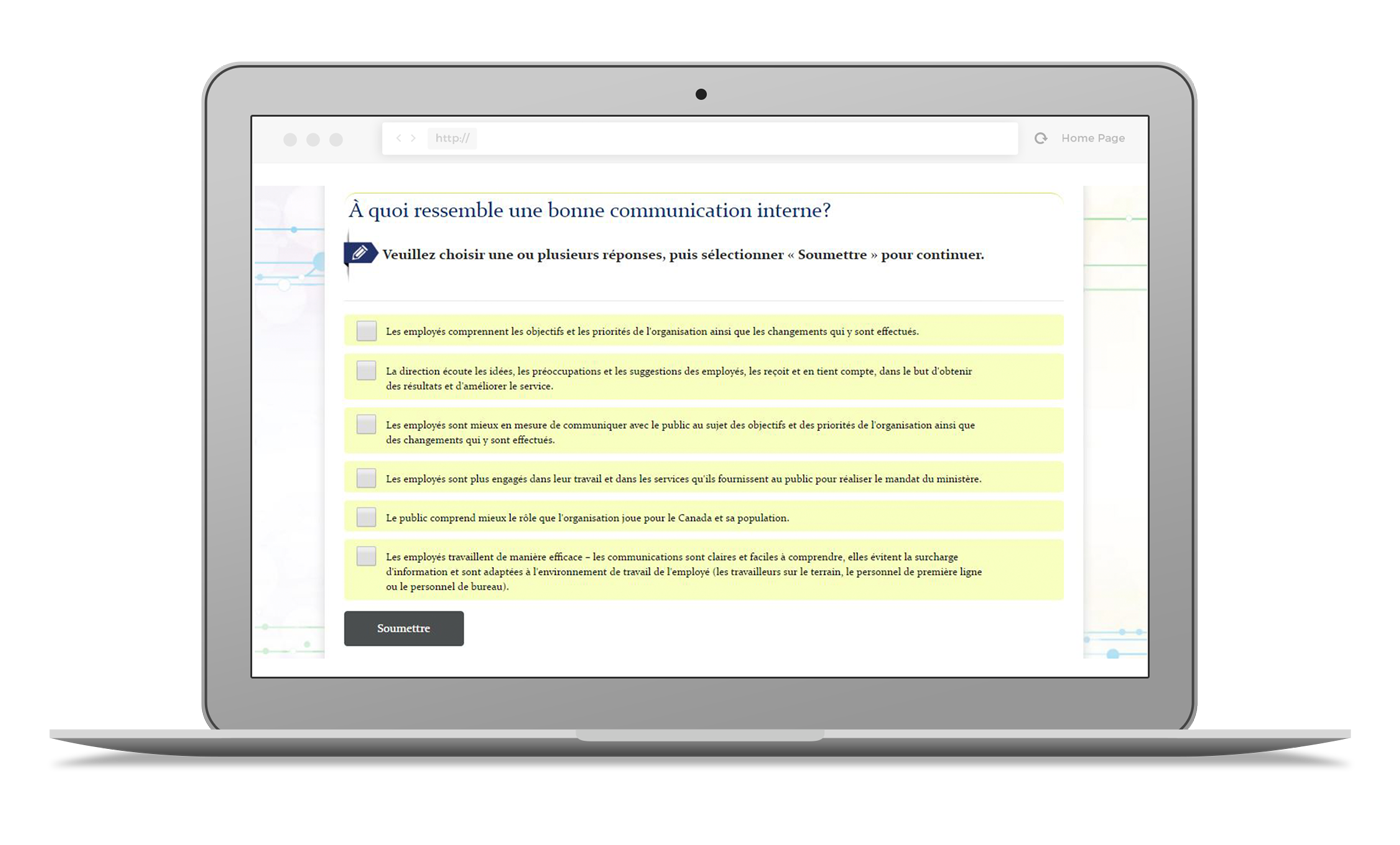 http://
Home Page
À quoi ressemble une bonne communication interne?
Veuillez choisir une ou plusieurs réponses, puis sélectionner « Soumettre » pour continuer.
Les employés comprennent les objectifs et les priorités de l'organisation ainsi que les changements qui y sont effectués.
La direction écoute les idées, les préoccupations et les suggestions des employés, les reçoit et en tient compte, dans le but d'obtenir
des résultats et d'améliorer le service.
Les employés sont mieux en mesure de communiquer avec le public au sujet des objectifs et des priorités de l'organisation ainsi que
des changements qui y sont effectués.
Les employés sont plus engagés dans leur travail et dans les services qu'ils fournissent au public pour réaliser le mandat du ministère.
Le public comprend mieux le rôle que l'organisation joue pour le Canada et sa population.
Les employés travaillent de manière efficace – les communications sont claires et faciles à comprendre, elles évitent la surcharge
d'information et sont adaptées à l'environnement de travail de l'employé (les travailleurs sur le terrain, le personnel de première ligne
ou le personnel de bureau).
Soumettre